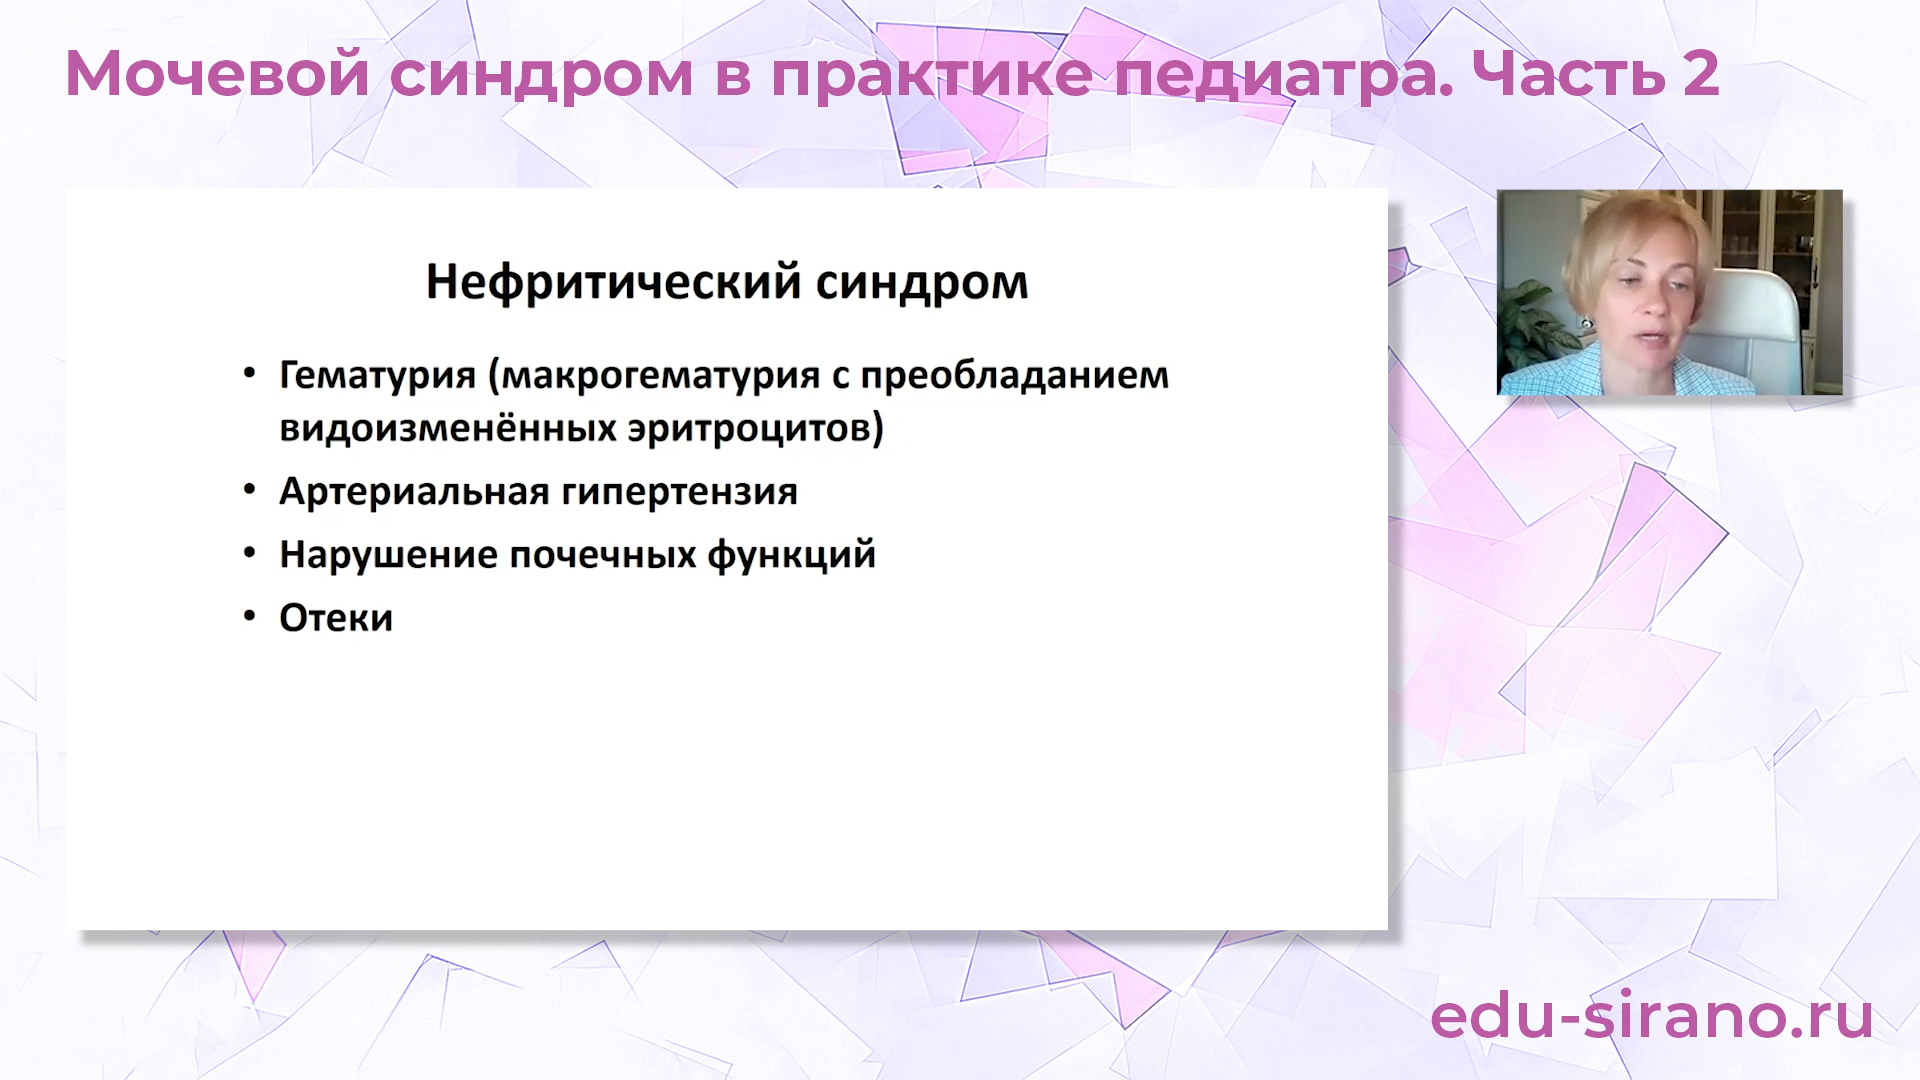 Мочевой синдром в практике педиатра. Часть 2
Нефритический синдром
• Гематурия (макрогематурия с преобладанием
видоизменённых эритроцитов)
• Артериальная гипертензия
• Нарушение почечных функций
• Отеки
edu-sirano.ru